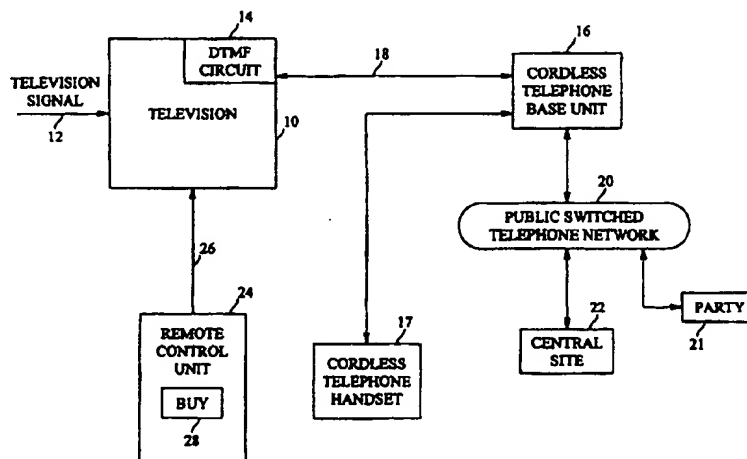 14
DTMF
CIRCUIT
18
16
CORDLESS
TELEPHONE
BASE UNIT
TELEVISION
SIGNAL
12
TELEVISION
10
20
PUBLIC SWITCHED
TELEPHONE NETWORK
26
24
REMOTE
CONTROL
UNIT
BUY
28
17
CORDLESS
TELEPHONE
HANDSET
22
CENTRAL
SITE
PARTY
21